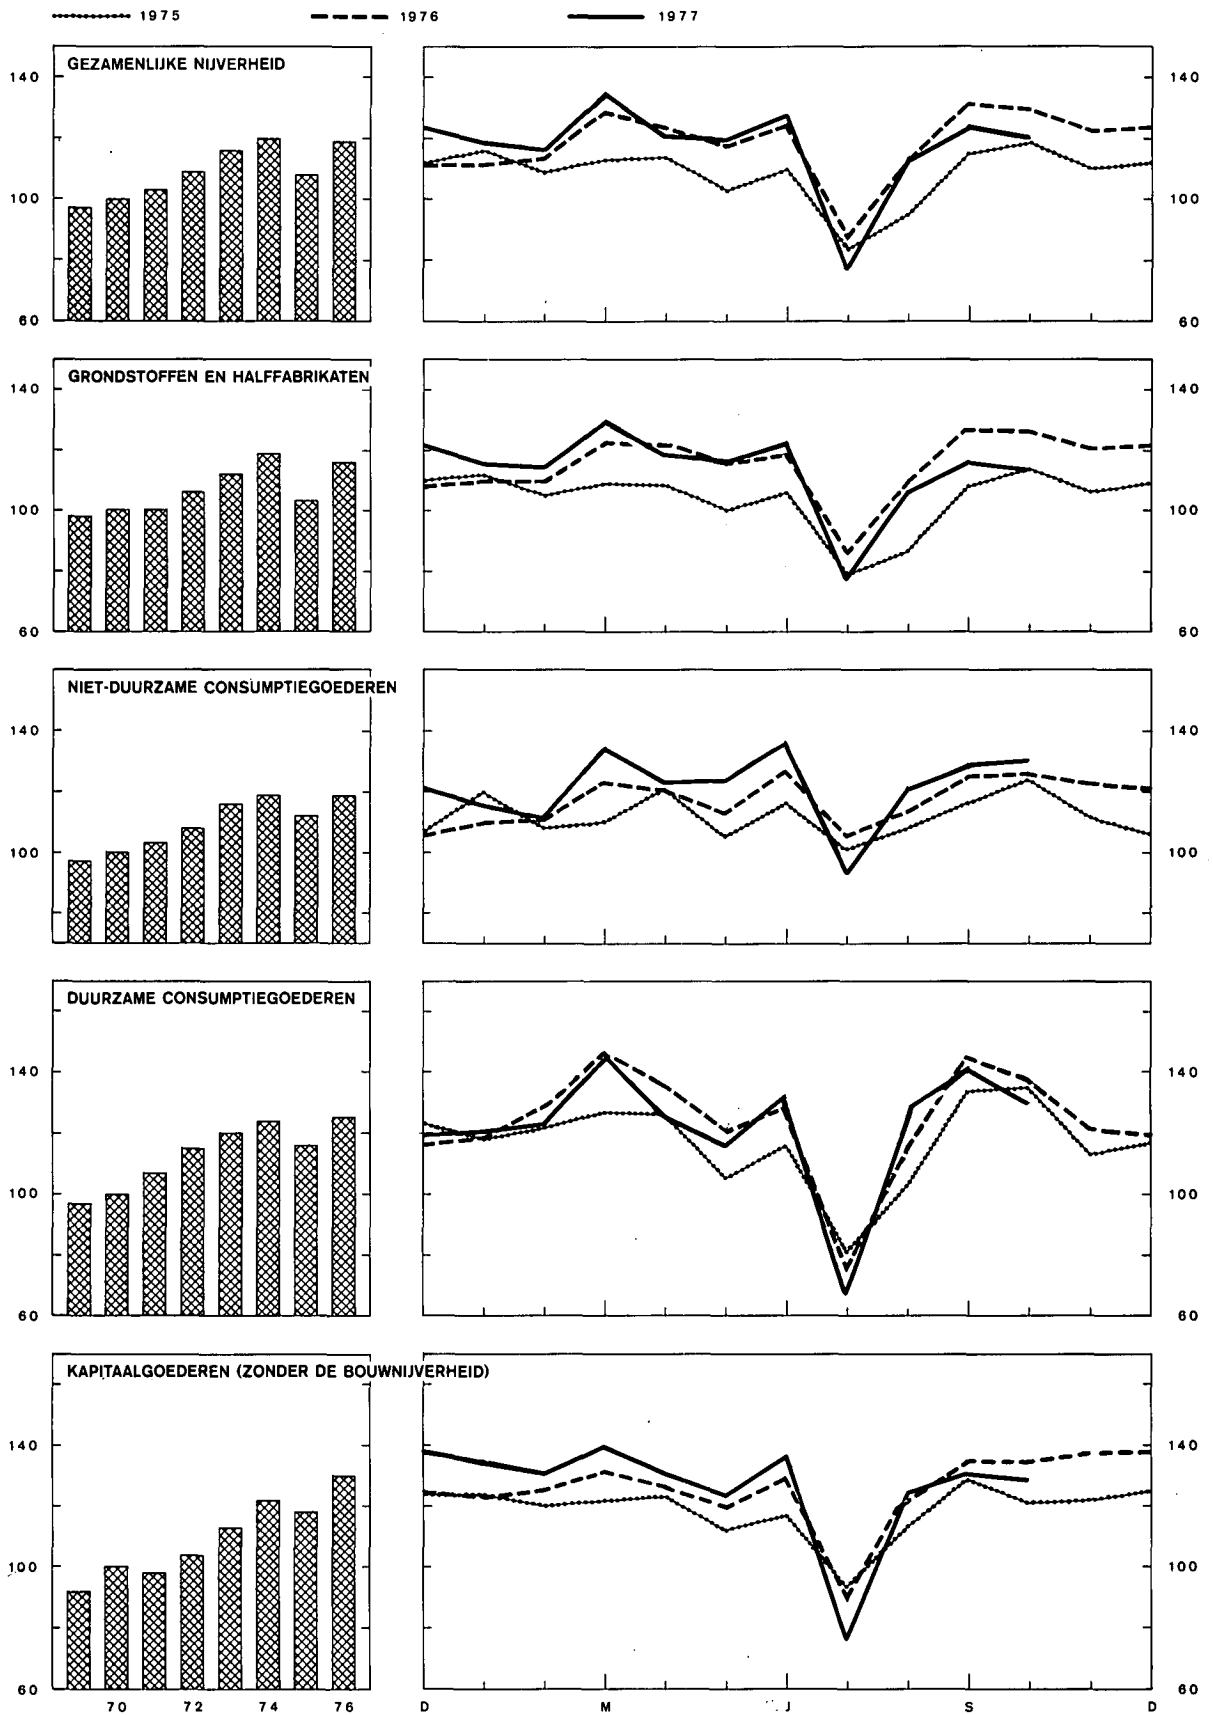 1975 1976 1977
GEZAMENLIJKE NIJVERHEID
140 140
100 100
60 60
GRONDSTOFFEN EN HALFFABRIKATEN
140 140
100 100
60 60
NIET-DUURZAME CONSUMPTIEGOEDEREN
140 140
100 100
DUURZAME CONSUMPTIEGOEDEREN
140 140
100 100
60 60
KAPITAALGOEDEREN (ZONDER DE BOUWNIJVERHEID)
140 140
100 100
60 60
70 72 74 76 D M J S D